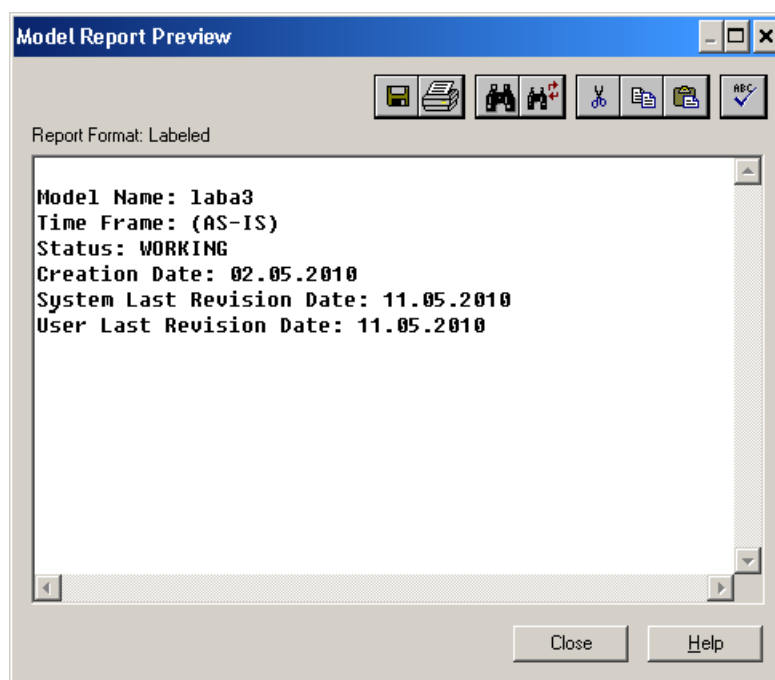 Model Report Preview
ABC
Report Format: Labeled
Model Name: laba3
Time Frame: (AS-IS)
Status: WORKING
Creation Date: 02.05.2010
System Last Revision Date: 11.05.2010
User Last Revision Date: 11.05.2010
Close
Help